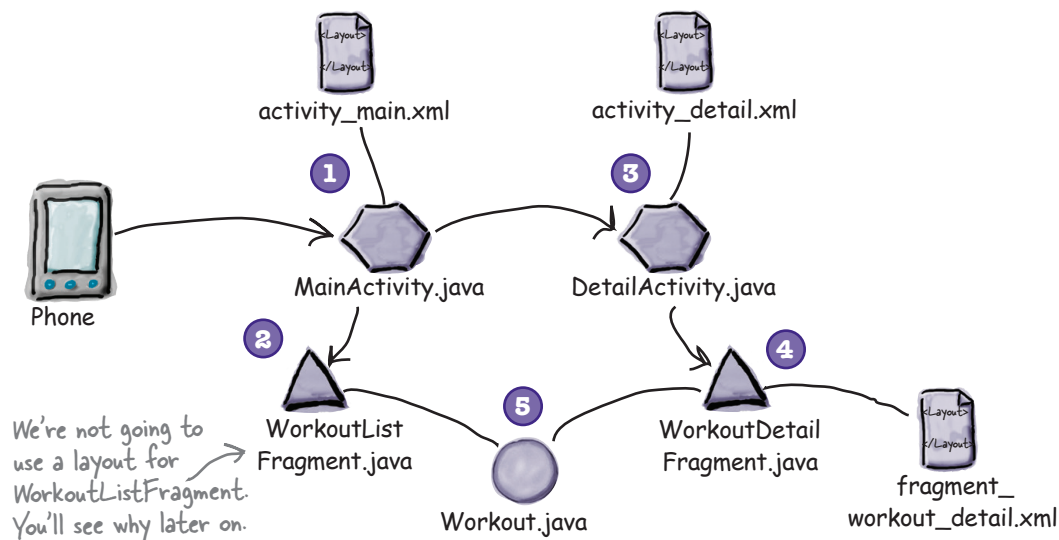 <Layout>
</Layout>
activity_main.xml
<Layout>
</Layout>
activity_detail.xml
1
3
Phone
MainActivity.java
DetailActivity.java
2
4
WorkoutList
Fragment.java
5
WorkoutDetail
Fragment.java
<Layout>
</Layout>
We're not going to
use a layout for
WorkoutListFragment.
You'll see why later on.
Workout.java
fragment_
workout_detail.xml